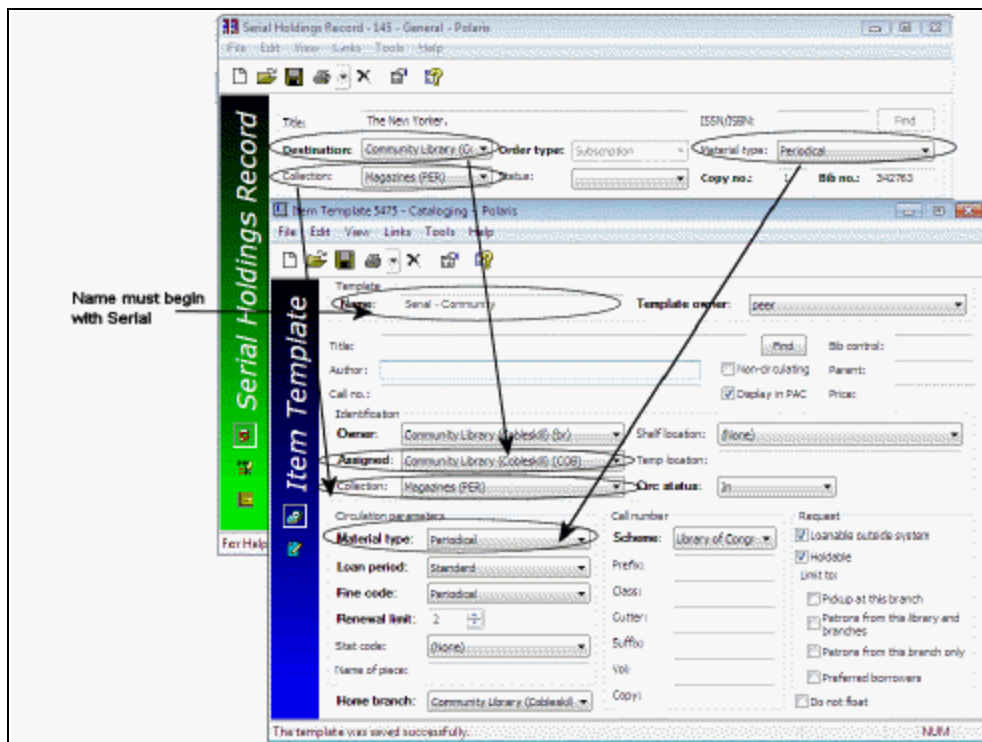 Serial Holdings Record - 145 - General - Polaris
File Edit View Links Tools Help
Title: The New Yorker. ISSN/ISBN: Find
Destination: Community Library (Co Order type: Subscription Material type: Periodical
Collection: Magazines (PER) Status: Copy no.: 1 Bib no.: 342763
Serial Holdings Record
For Help
Item Template 5475 - Cataloging - Polaris
File Edit View Links Tools Help
Name must begin
with Serial
Item Template
Template
Name: Serial - Community Template owner: peer
Title: Find Bib control:
Author: Non-circulating Parent:
Call no.: Display in PAC Price:
Identification
Owner: Community Library (Cobleskill) (br) Shelf location: (None)
Assigned: Community Library (Cobleskill) (COB) Temp location:
Collection: Magazines (PER) Circ status: In
Circulation parameters Call number Request
Material type: Periodical Scheme: Library of Congr Loanable outside system
Loan period: Standard Prefix: Holdable
Limit to:
Fine code: Periodical Class: Pickup at this branch
Renewal limit: 2 Cutter: Patrons from this library and
branches
Stat code: (None) Suffix: Patrons from this branch only
Name of piece: Vol: Preferred borrowers
Home branch: Community Library (Cobleskill Copy: Do not float
The template was saved successfully. NUM